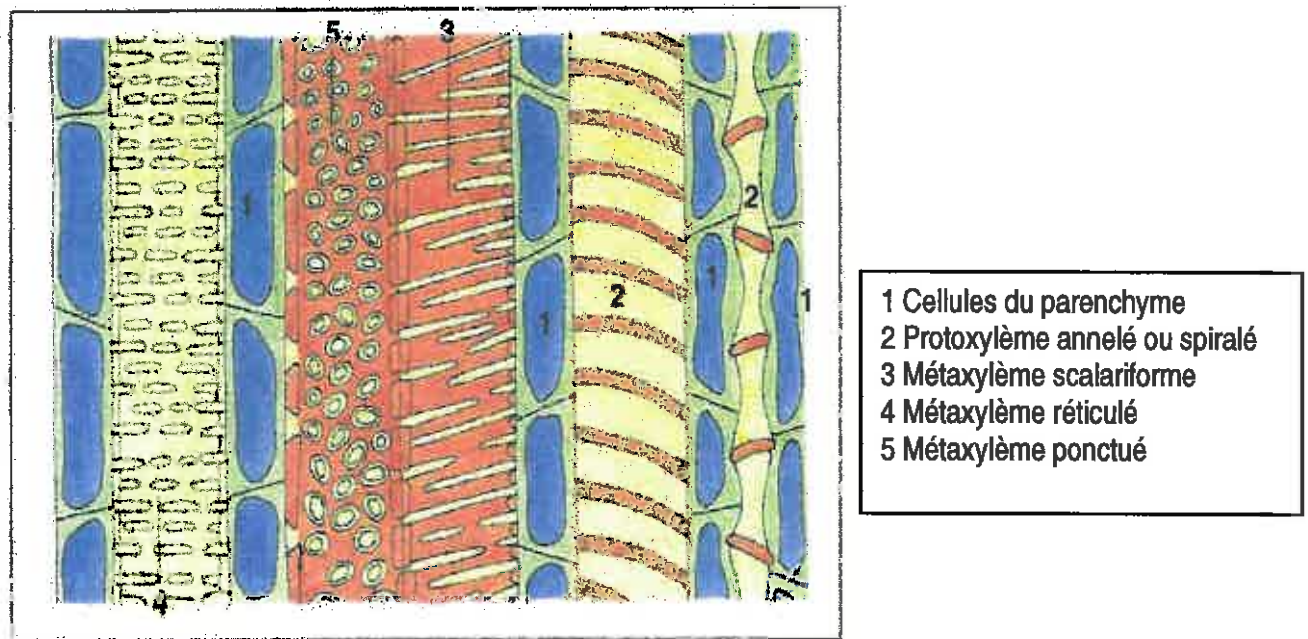 5 3
1
2
2
1
1
1
4
1 Cellules du parenchyme
2 Protoxylème annelé ou spiralé
3 Métaxylème scalariforme
4 Métaxylème réticulé
5 Métaxylème ponctué